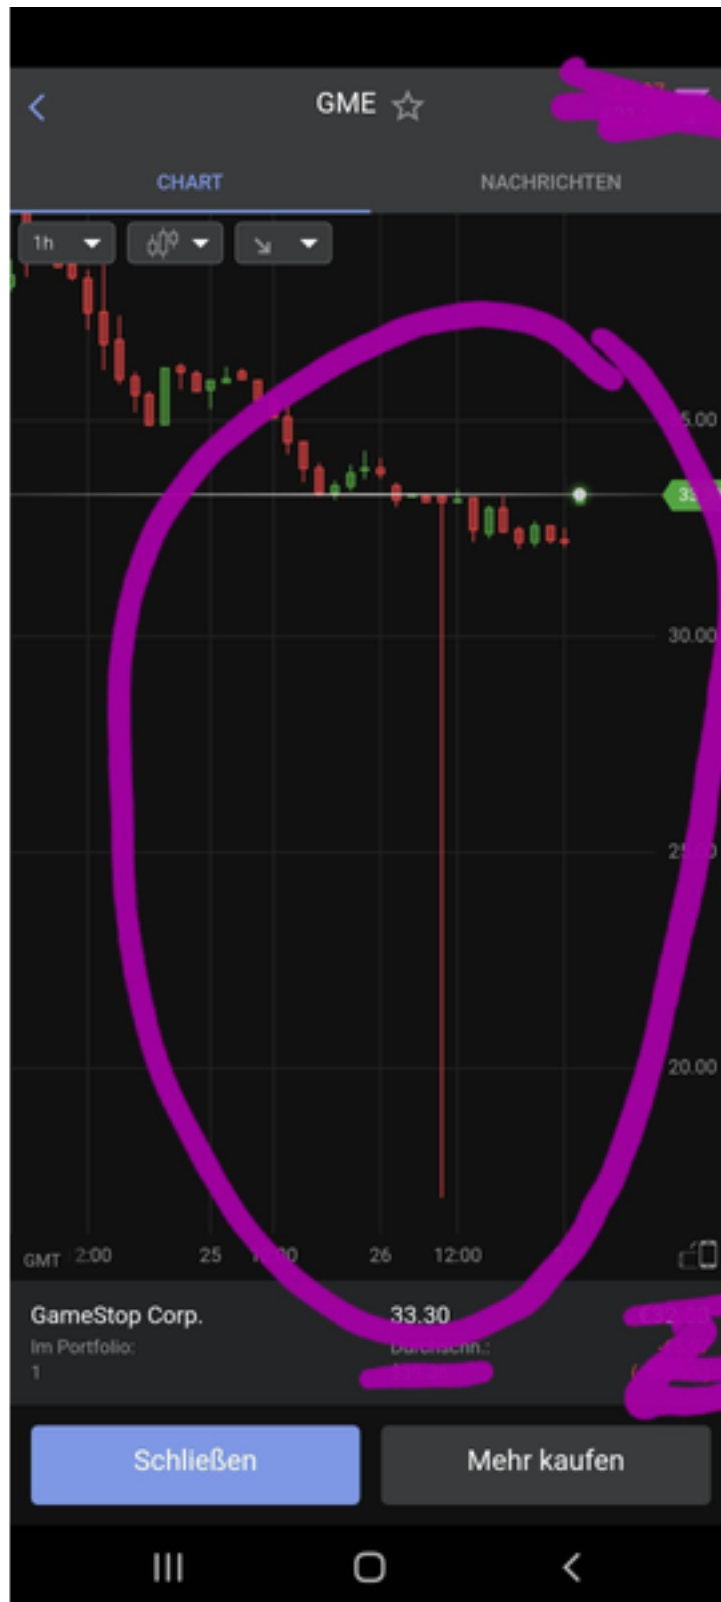 GME
CHART
NACHRICHTEN
1h
30.00
20.00
GMT
2:00
25
26
12:00
GameStop Corp.
33.30
Im Portfolio:
Durchschn.:
1
Schließen
Mehr kaufen